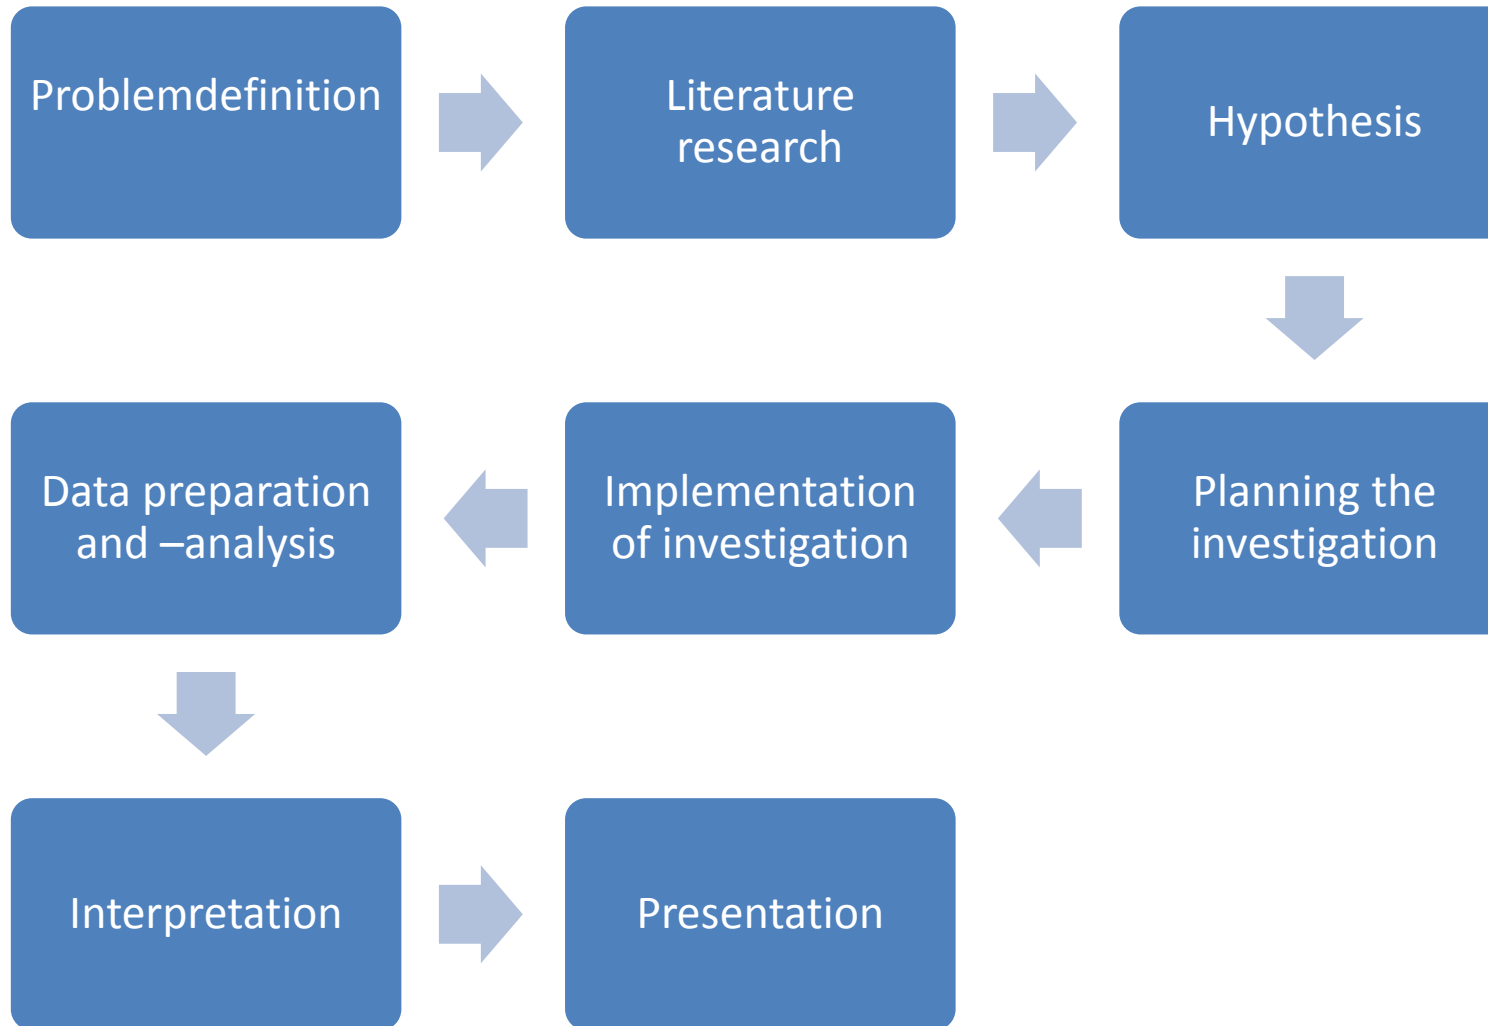 Problemdefinition
Literature
research
Hypothesis
Planning the
investigation
Implementation
of investigation
Data preparation
and –analysis
Interpretation
Presentation